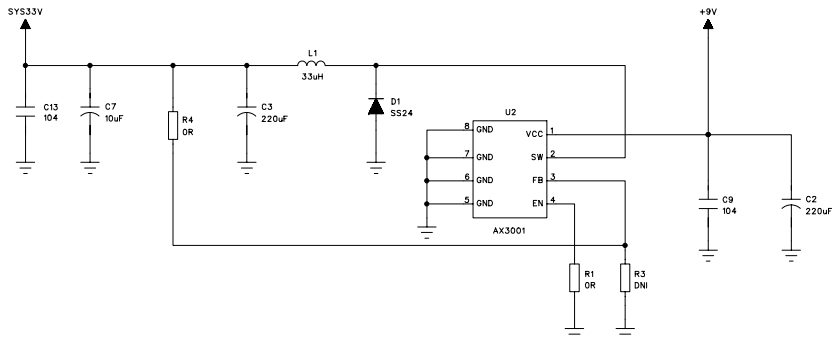 SYS33V
+9V
L1
33uH
C13
104
C7
10uF
R4
0R
C3
220uF
D1
SS24
U2
8 GND VCC 1
7 GND SW 2
6 GND FB 3
5 GND EN 4
AX3001
C9
104
C2
220uF
R1
0R
R3
DNI